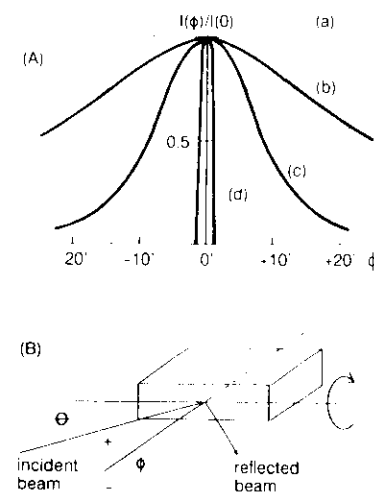 I(ϕ)/I(0)
(a)
(A)
(b)
0.5
(c)
(d)
20' -10' 0' +10' +20' ϕ
(B)
Θ
+
incident beam
ϕ
-
reflected beam